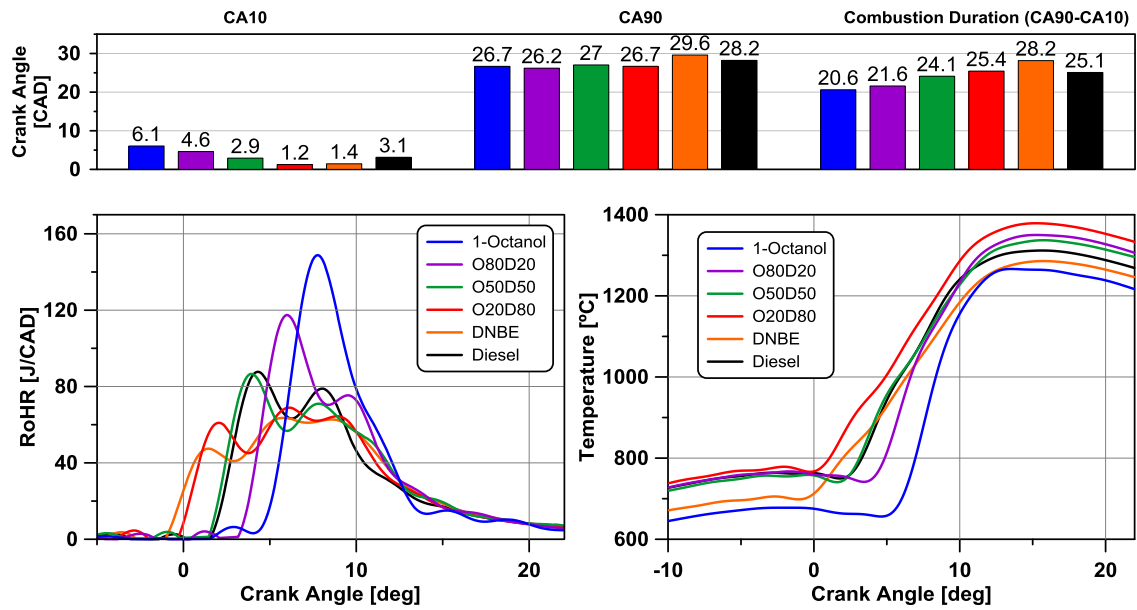 CA10 CA90 Combustion Duration (CA90-CA10)
Crank Angle
[CAD]
30
20
10
0
6.1 4.6 2.9 1.2 1.4 3.1
26.7 26.2 27 26.7 29.6 28.2
20.6 21.6 24.1 25.4 28.2 25.1
RoHR [J/CAD]
160
120
80
40
0
1-Octanol
O80D20
O50D50
O20D80
DNBE
Diesel
0 10 20
Crank Angle [deg]
Temperature [ºC]
1400
1200
1000
800
600
1-Octanol
O80D20
O50D50
O20D80
DNBE
Diesel
-10 0 10 20
Crank Angle [deg]